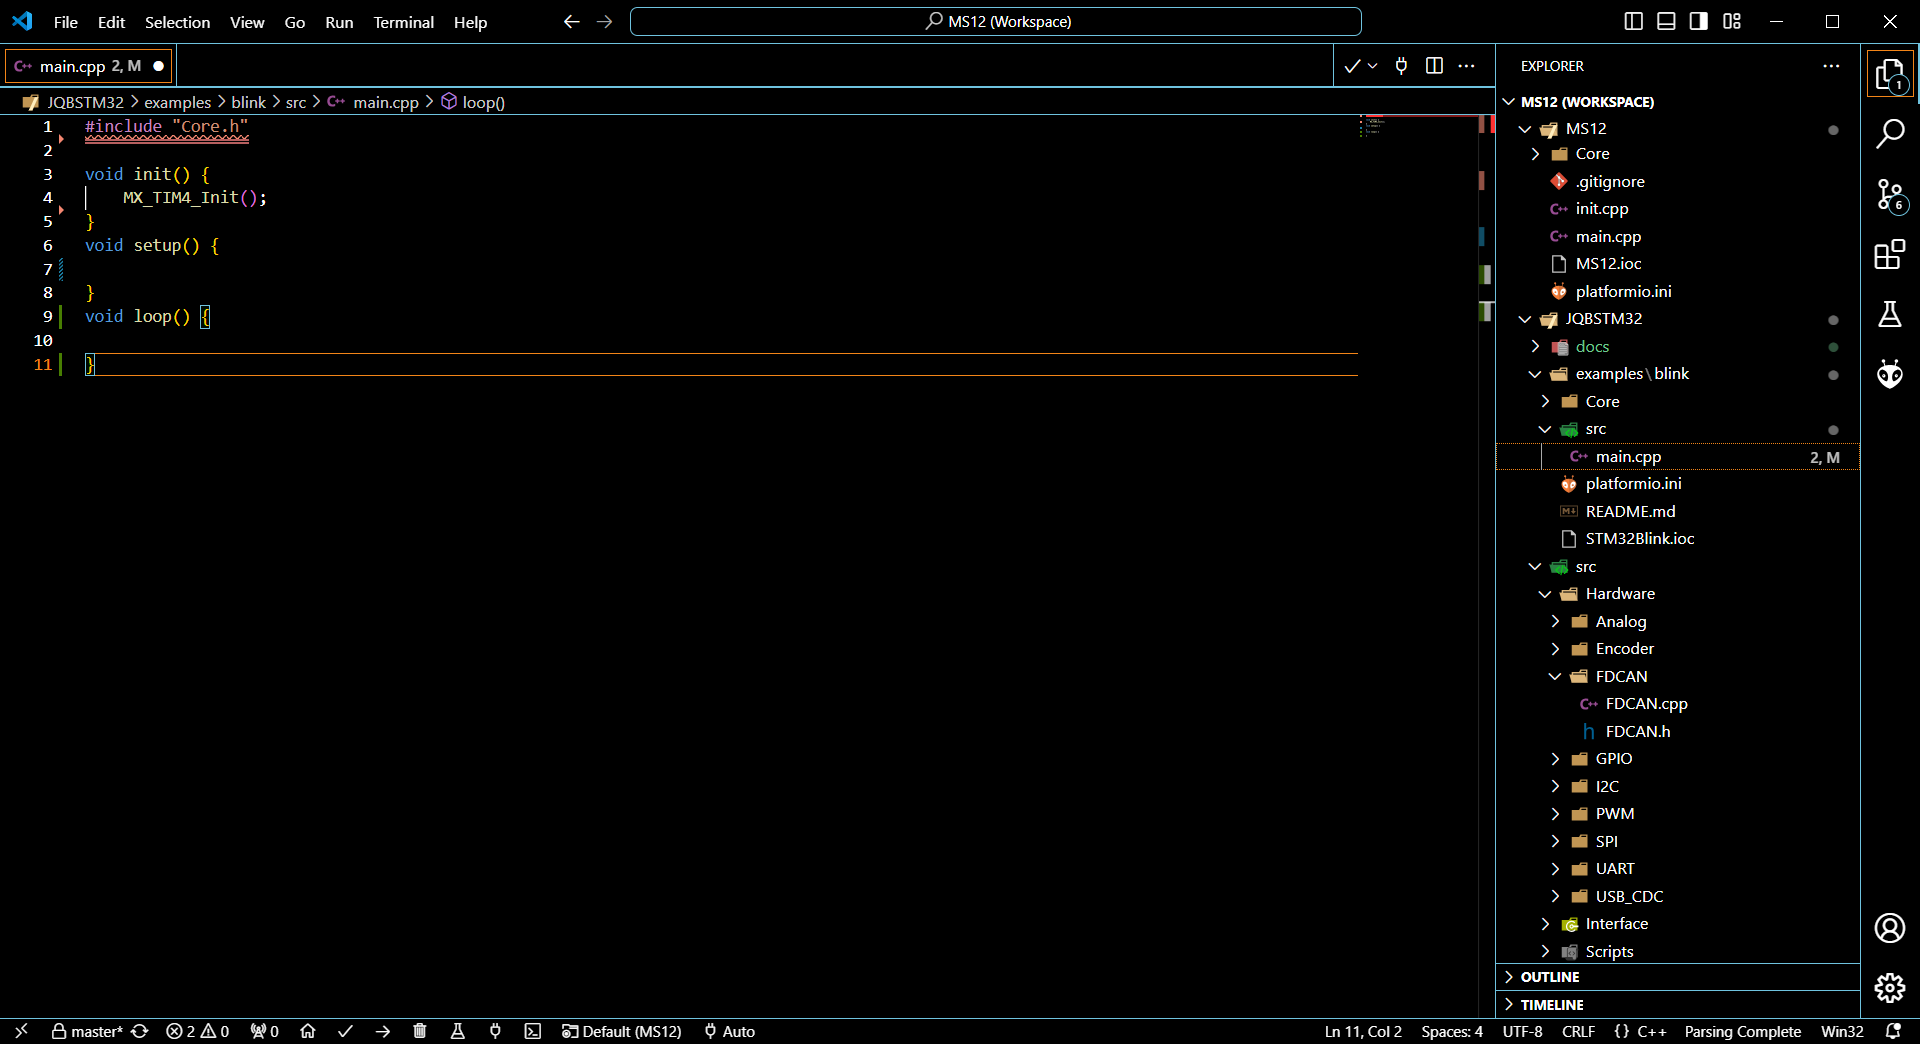 File Edit Selection View Go Run Terminal Help
MS12 (Workspace)
main.cpp 2, M
JQBSTM32 > examples > blink > src > main.cpp > loop()
1 #include "Core.h"
2
3 void init() {
4 MX_TIM4_Init();
5 }
6 void setup() {
7
8 }
9 void loop() {
10
11 }
EXPLORER
MS12 (WORKSPACE)
MS12
Core
.gitignore
init.cpp
main.cpp
MS12.ioc
platformio.ini
JQBSTM32
docs
examples\blink
Core
src
main.cpp 2, M
platformio.ini
README.md
STM32Blink.ioc
src
Hardware
Analog
Encoder
FDCAN
FDCAN.cpp
FDCAN.h
GPIO
I2C
PWM
SPI
UART
USB_CDC
Interface
Scripts
OUTLINE
TIMELINE
1
6
master* 2 0 0 Default (MS12) Auto Ln 11, Col 2 Spaces: 4 UTF-8 CRLF {} C++ Parsing Complete Win32